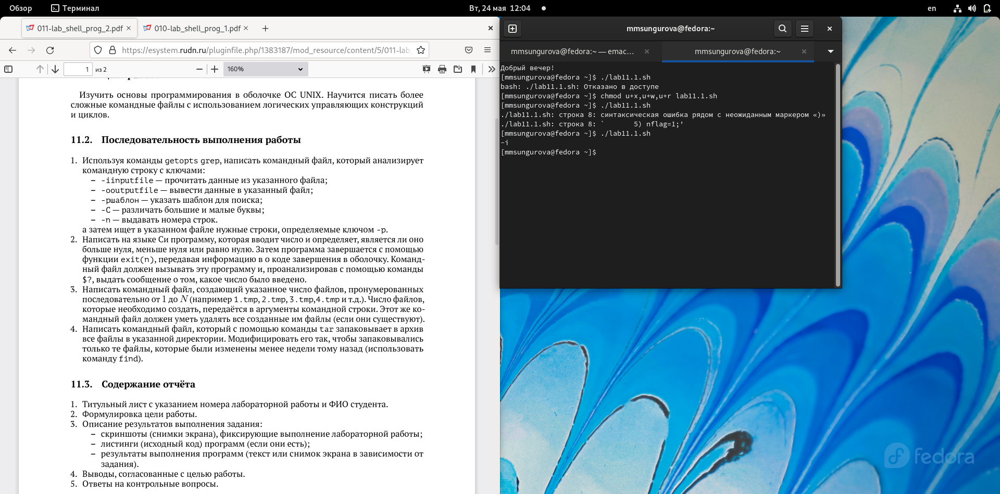 Обзор
Терминал
Вт, 24 мая 12:04
en
011-lab_shell_prog_2.pdf
010-lab_shell_prog_1.pdf
https://esystem.rudn.ru/pluginfile.php/1383187/mod_resource/content/5/011-lab_
1 из 2
160%
Изучить основы программирования в оболочке ОС UNIX. Научится писать более
сложные командные файлы с использованием логических управляющих конструкций
и циклов.
11.2. Последовательность выполнения работы
1. Используя команды getopts grep, написать командный файл, который анализирует
командную строку с ключами:
– -iinputfile — прочитать данные из указанного файла;
– -ooutputfile — вывести данные в указанный файл;
– -pшаблон — указать шаблон для поиска;
– -C — различать большие и малые буквы;
– -n — выдавать номера строк.
а затем ищет в указанном файле нужные строки, определяемые ключом -p.
2. Написать на языке Си программу, которая вводит число и определяет, является ли оно
больше нуля, меньше нуля или равно нулю. Затем программа завершается с помощью
функции exit(n), передавая информацию в о коде завершения в оболочку. Команд-
ный файл должен вызывать эту программу и, проанализировав с помощью команды
$?, выдать сообщение о том, какое число было введено.
3. Написать командный файл, создающий указанное число файлов, пронумерованных
последовательно от 1 до N (например 1.tmp, 2.tmp, 3.tmp,4.tmp и т.д.). Число файлов,
которые необходимо создать, передаётся в аргументы командной строки. Этот же ко-
мандный файл должен уметь удалять все созданные им файлы (если они существуют).
4. Написать командный файл, который с помощью команды tar запаковывает в архив
все файлы в указанной директории. Модифицировать его так, чтобы запаковывались
только те файлы, которые были изменены менее недели тому назад (использовать
команду find).
11.3. Содержание отчёта
1. Титульный лист с указанием номера лабораторной работы и ФИО студента.
2. Формулировка цели работы.
3. Описание результатов выполнения задания:
– скриншоты (снимки экрана), фиксирующие выполнение лабораторной работы;
– листинги (исходный код) программ (если они есть);
– результаты выполнения программ (текст или снимок экрана в зависимости от
задания).
4. Выводы, согласованные с целью работы.
5. Ответы на контрольные вопросы.
mmsungurova@fedora:~
mmsungurova@fedora:~ — emac...
mmsungurova@fedora:~
Добрый вечер!
[mmsungurova@fedora ~]$ ./lab11.1.sh
bash: ./lab11.1.sh: Отказано в доступе
[mmsungurova@fedora ~]$ chmod u+x,u+w,u+r lab11.1.sh
[mmsungurova@fedora ~]$ ./lab11.1.sh
./lab11.1.sh: строка 8: синтаксическая ошибка рядом с неожиданным маркером «)»
./lab11.1.sh: строка 8: `       5) nflag=1;'
[mmsungurova@fedora ~]$ ./lab11.1.sh
-i
[mmsungurova@fedora ~]$
fedora